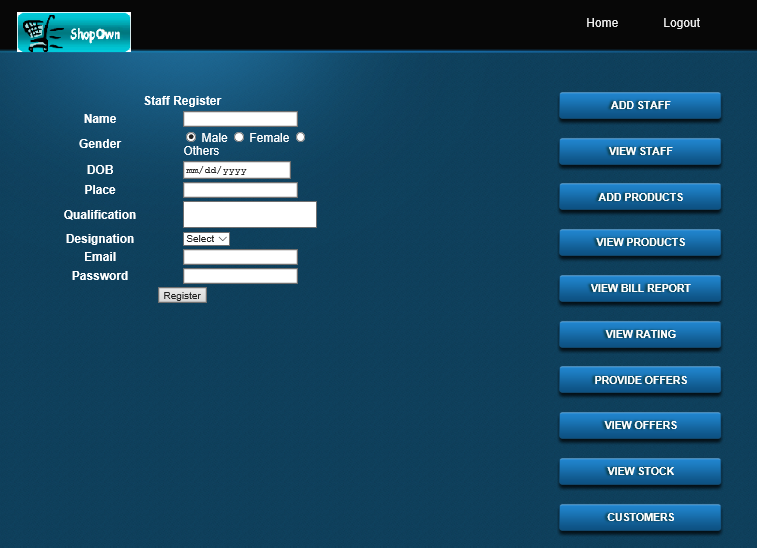 ShopOwn
Home Logout
Staff Register
Name
Gender Male Female
Others
DOB mm/dd/yyyy
Place
Qualification
Designation Select
Email
Password
Register
ADD STAFF
VIEW STAFF
ADD PRODUCTS
VIEW PRODUCTS
VIEW BILL REPORT
VIEW RATING
PROVIDE OFFERS
VIEW OFFERS
VIEW STOCK
CUSTOMERS